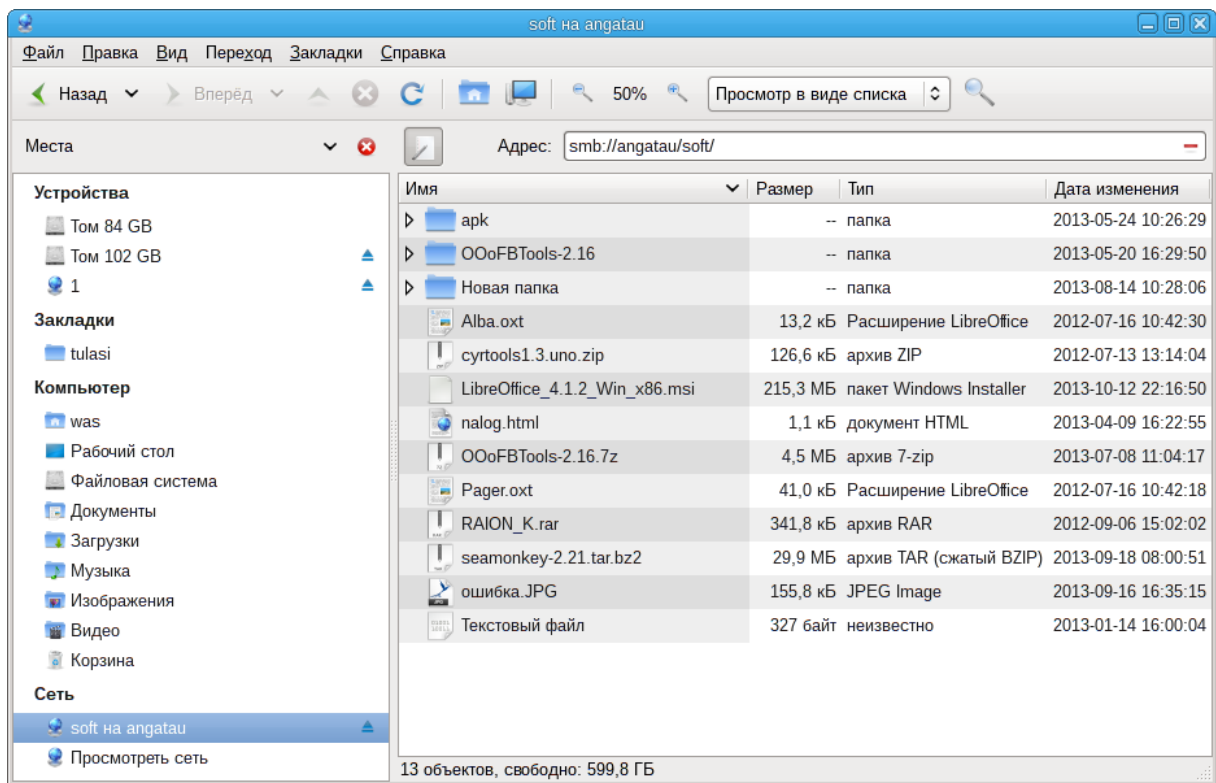 soft на angatau
Файл Правка Вид Переход Закладки Справка
Назад Вперёд 50% Просмотр в виде списка
Места Адрес: smb://angatau/soft/
Устройства
Том 84 GB
Том 102 GB
1
Закладки
tulasi
Компьютер
was
Рабочий стол
Файловая система
Документы
Загрузки
Музыка
Изображения
Видео
Корзина
Сеть
soft на angatau
Просмотреть сеть
Имя Размер Тип Дата изменения
apk -- папка 2013-05-24 10:26:29
OOoFBTools-2.16 -- папка 2013-05-20 16:29:50
Новая папка -- папка 2013-08-14 10:28:06
Alba.oxt 13,2 кБ Расширение LibreOffice 2012-07-16 10:42:30
cyrtools1.3.uno.zip 126,6 кБ архив ZIP 2012-07-13 13:14:04
LibreOffice_4.1.2_Win_x86.msi 215,3 МБ пакет Windows Installer 2013-10-12 22:16:50
nalog.html 1,1 кБ документ HTML 2013-04-09 16:22:55
OOoFBTools-2.16.7z 4,5 МБ архив 7-zip 2013-07-08 11:04:17
Pager.oxt 41,0 кБ Расширение LibreOffice 2012-07-16 10:42:18
RAION_K.rar 341,8 кБ архив RAR 2012-09-06 15:02:02
seamonkey-2.21.tar.bz2 29,9 МБ архив TAR (сжатый BZIP) 2013-09-18 08:00:51
ошибка.JPG 155,8 кБ JPEG Image 2013-09-16 16:35:15
Текстовый файл 327 байт неизвестно 2013-01-14 16:00:04
13 объектов, свободно: 599,8 ГБ